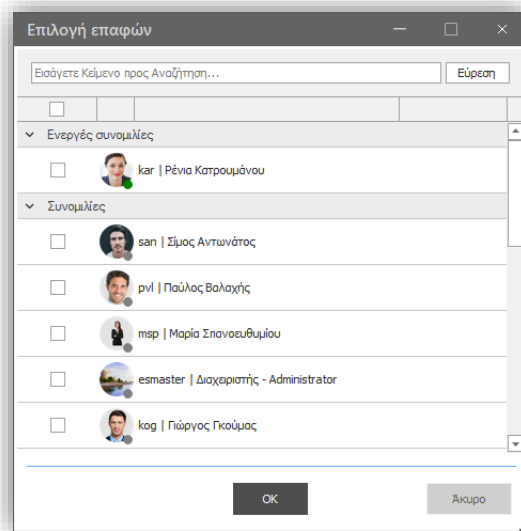 Επιλογή επαφών
Εισάγετε Κείμενο προς Αναζήτηση...
Εύρεση
Ενεργές συνομιλίες
kar | Ρένια Κατρουμάνου
Συνομιλίες
san | Σίμος Αντωνάτος
pvl | Παύλος Βαλαχής
msp | Μαρία Σπανοευθυμίου
esmaster | Διαχειριστής - Administrator
kog | Γιώργος Γκούμας
OK
Άκυρο